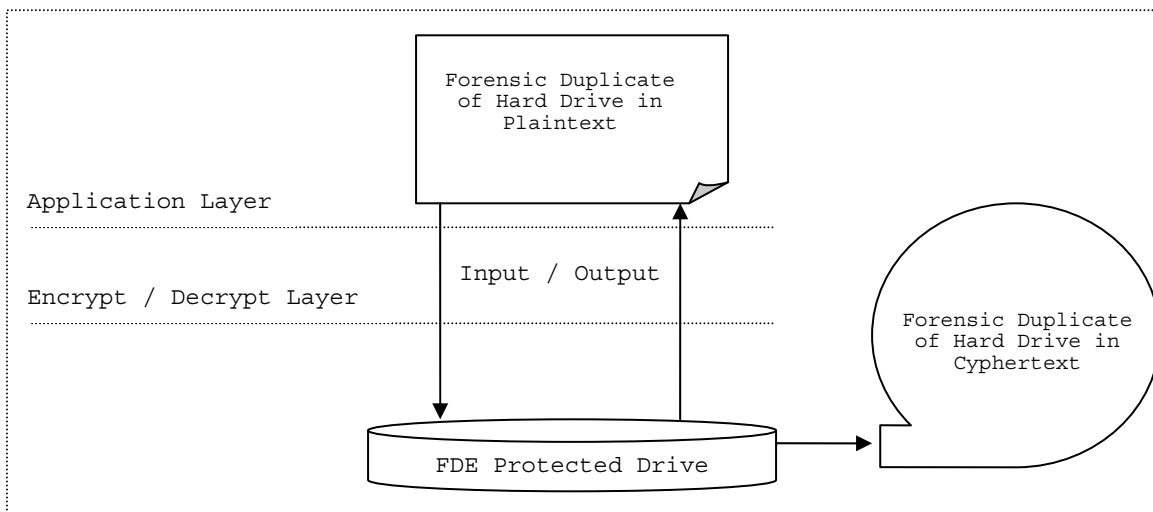 Forensic Duplicate
of Hard Drive in
Plaintext
Application Layer
Input / Output
Encrypt / Decrypt Layer
Forensic Duplicate
of Hard Drive in
Cyphertext
FDE Protected Drive